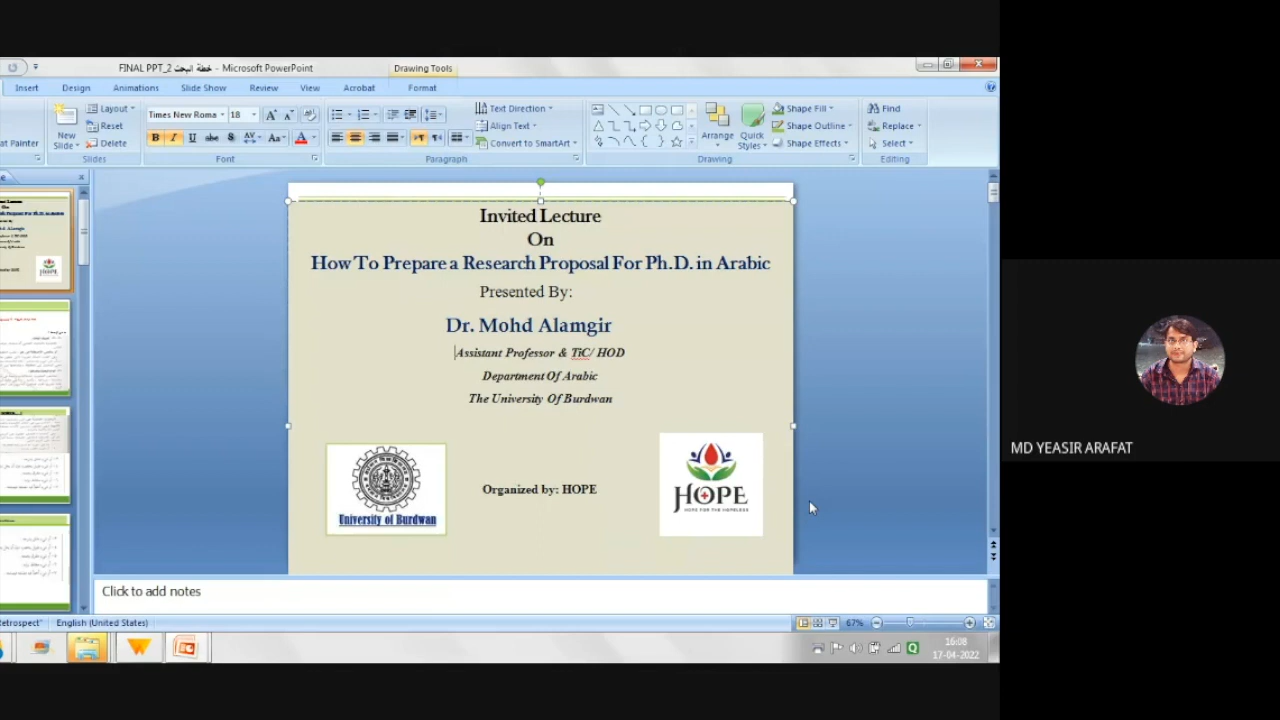 FINAL PPT_2 خطة البحث - Microsoft PowerPoint
Drawing Tools
Insert
Design
Animations
Slide Show
Review
View
Acrobat
Format
Layout
Reset
Delete
New
Slide
Slides
Times New Roma
18
Font
Text Direction
Align Text
Convert to SmartArt
Paragraph
Arrange
Quick
Styles
Shape Fill
Shape Outline
Shape Effects
Drawing
Find
Replace
Select
Editing
Invited Lecture
On
How To Prepare a Research Proposal For Ph.D. in Arabic
Presented By:
Dr. Mohd Alamgir
Assistant Professor & TiC/ HOD
Department Of Arabic
The University Of Burdwan
University of Burdwan
Organized by: HOPE
HOPE
HOPE FOR THE HOPELESS
MD YEASIR ARAFAT
Click to add notes
English (United States)
67%
16:08
17-04-2022